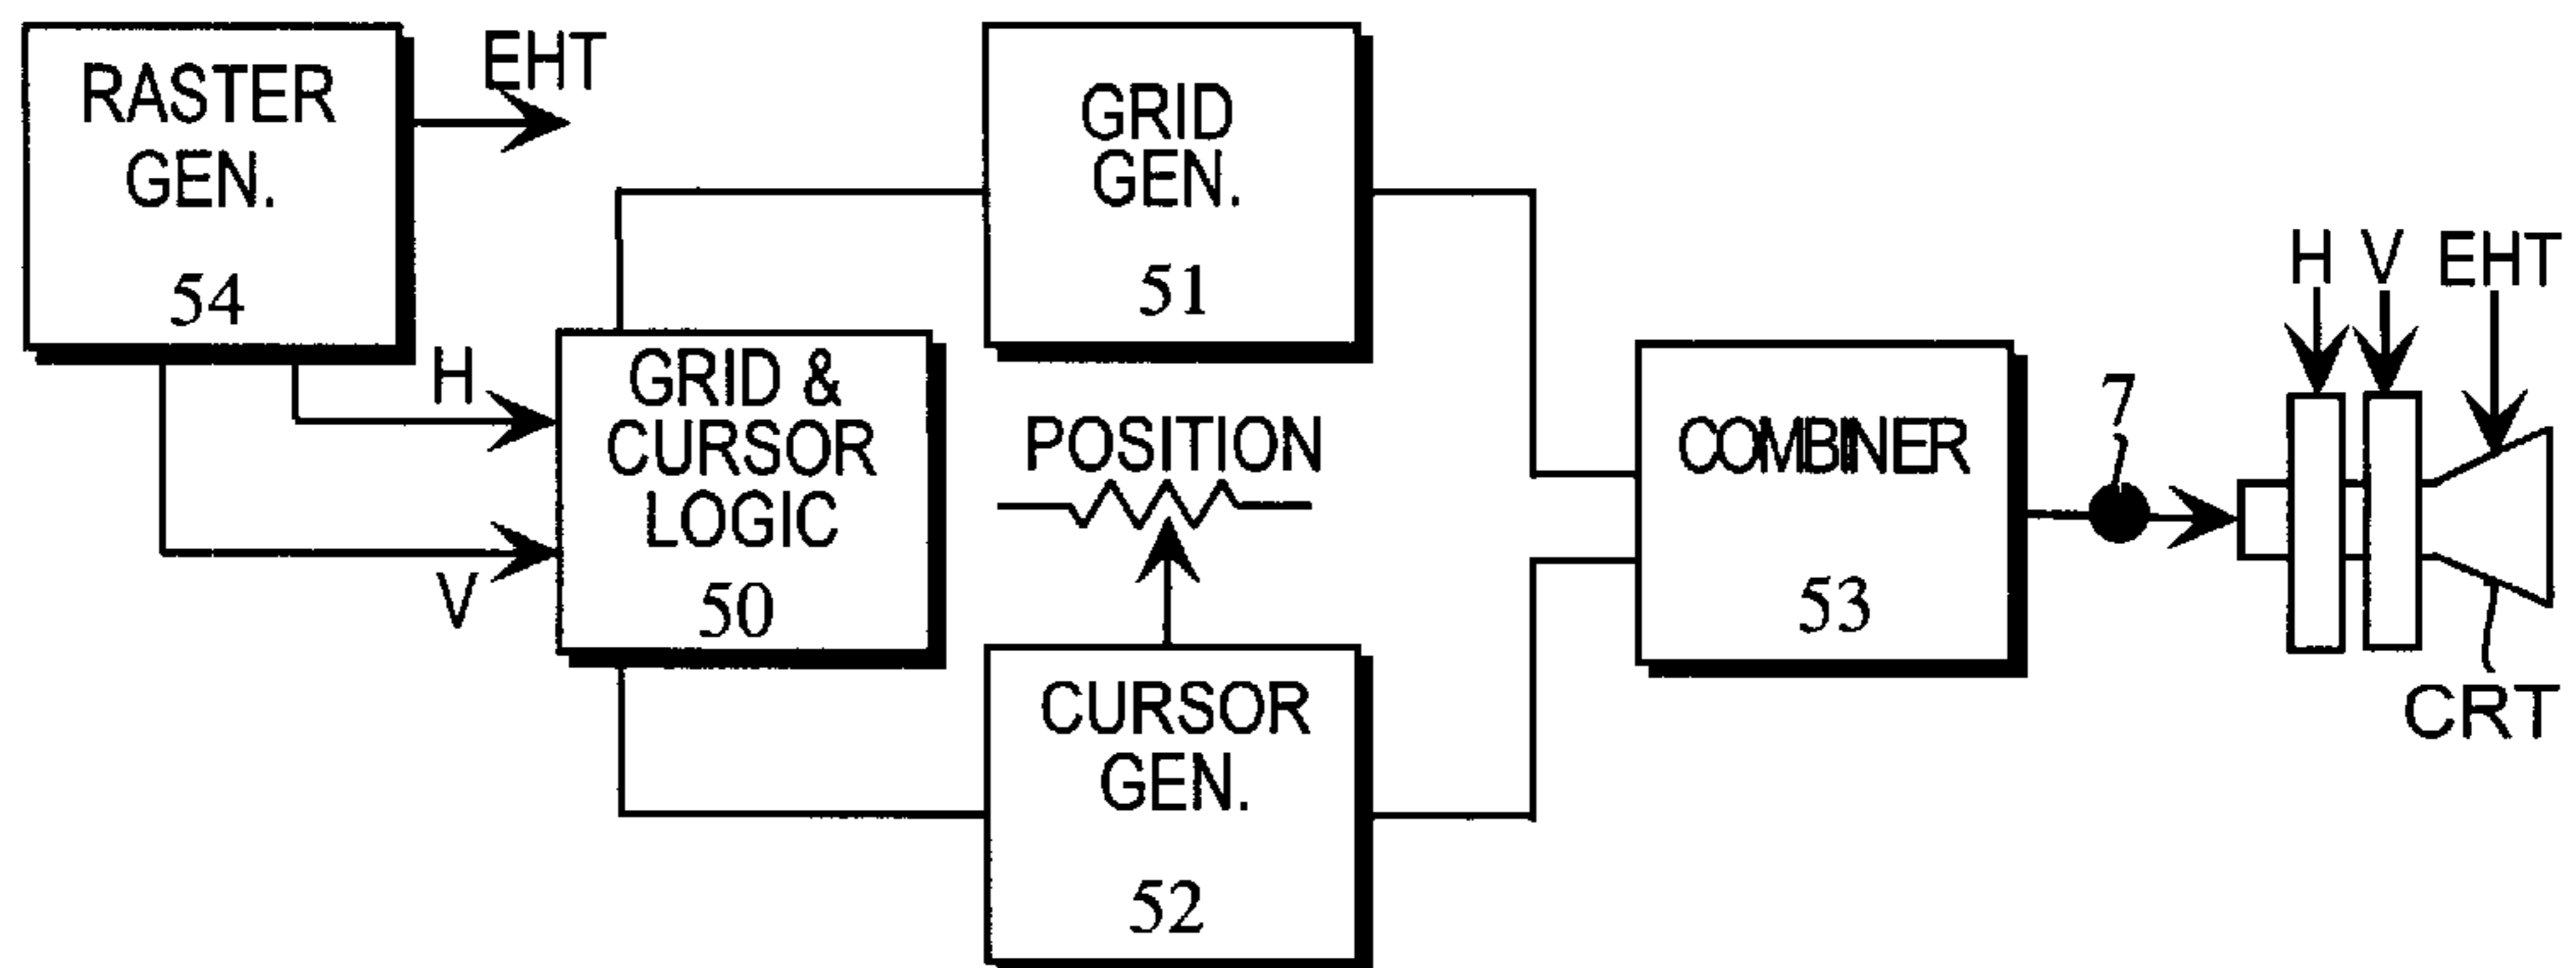 RASTER
GEN.
54
EHT
H
V
GRID &
CURSOR
LOGIC
50
GRID
GEN.
51
POSITION
CURSOR
GEN.
52
COMBINER
53
7
H V EHT
CRT